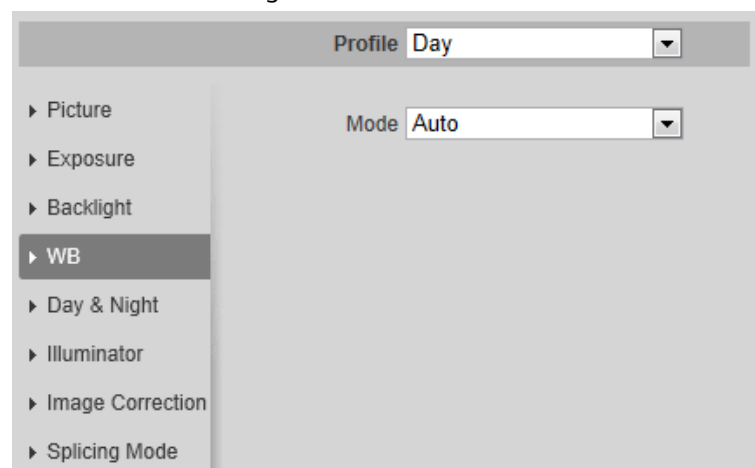 Profile Day
Picture
Mode Auto
Exposure
Backlight
WB
Day & Night
Illuminator
Image Correction
Splicing Mode